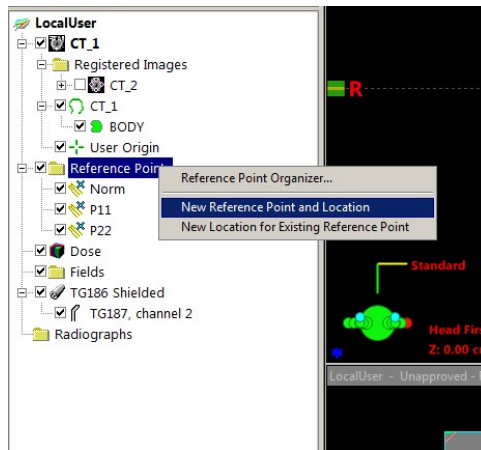 LocalUser
CT_1
Registered Images
CT_2
CT_1
BODY
User Origin
Reference Point
Norm
P11
P22
Dose
Fields
TG186 Shielded
TG187, channel 2
Radiographs
Reference Point Organizer...
New Reference Point and Location
New Location for Existing Reference Point
R
Standard
Head Firs
Z: 0.00 c
LocalUser - Unapproved -